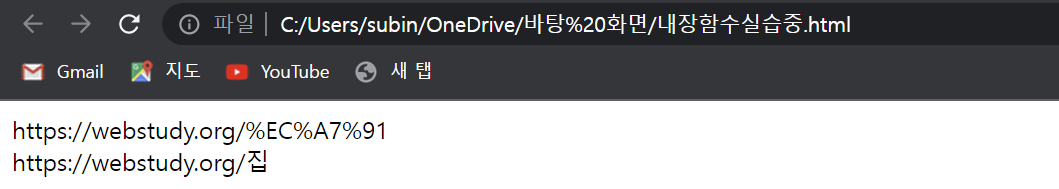 파일 C:/Users/subin/OneDrive/바탕%20화면/내장함수실습중.html
Gmail 지도 YouTube 새 탭
https://webstudy.org/%EC%A7%91
https://webstudy.org/집